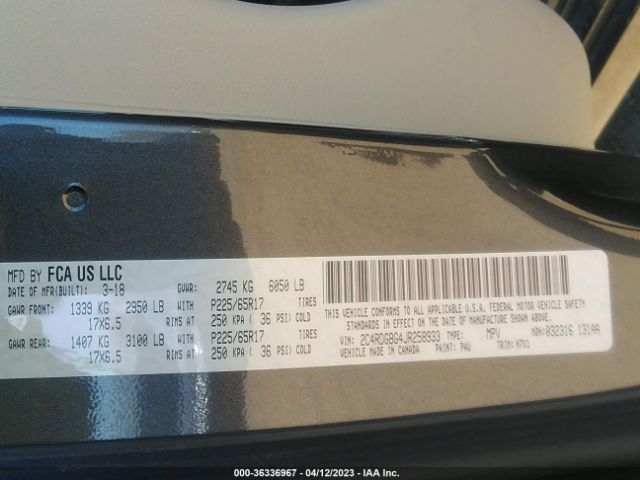 MFD BY FCA US LLC
DATE OF MFR(BUILT): 3-18 GVWR: 2745 KG 6050 LB
GAWR FRONT: 1339 KG 2950 LB WITH P225/65R17 TIRES
17X6.5 RIMS AT 250 KPA ( 36 PSI) COLD
GAWR REAR: 1407 KG 3100 LB WITH P225/65R17 TIRES
17X6.5 RIMS AT 250 KPA ( 36 PSI) COLD
THIS VEHICLE CONFORMS TO ALL APPLICABLE U.S.A. FEDERAL MOTOR VEHICLE SAFETY
STANDARDS IN EFFECT ON THE DATE OF MANUFACTURE SHOWN ABOVE.
VIN: 2C4RDGBG4JR258933 TYPE: MPV MDH: 032316 131AA
VEHICLE MADE IN CANADA PAINT: PAU TRIM:
000-36336967 - 04/12/2023 - IAA Inc.